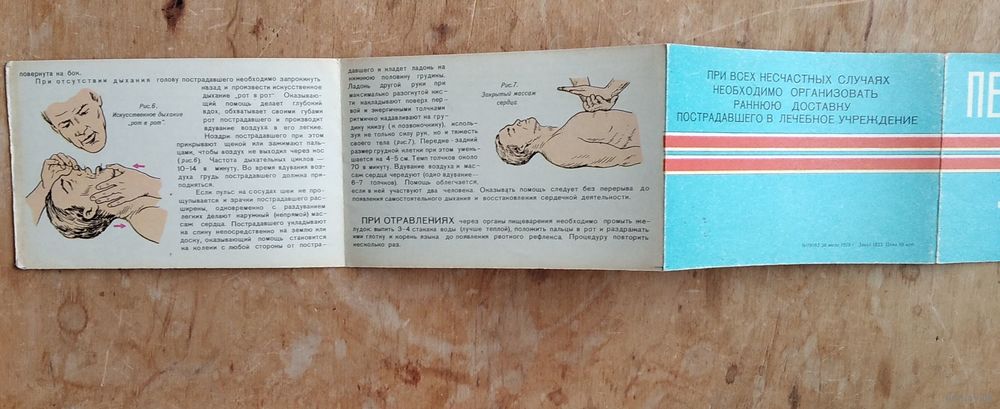 повернута на бок.
При отсутствии дыхания голову пострадавшего необходимо запрокинуть
назад и произвести искусственное
дыхание „рот в рот". Оказываю-
щий помощь делает глубокий
вдох, обхватывает своими губами
рот пострадавшего и производит
вдувание воздуха в его легкие.
Ноздри пострадавшего при этом
прикрывают щекой или зажимают паль-
цами, чтобы воздух не выходил через нос
(рис.6). Частота дыхательных циклов —
10-14 в минуту. Во время вдувания воз-
духа грудь пострадавшего должна при-
подняться.
Если пульс на сосудах шеи не про-
щупывается и зрачки пострадавшего рас-
ширены, одновременно с раздуванием
легких делают наружный (непрямой) мас-
саж сердца. Пострадавшего укладывают
на спину непосредственно на землю или
доску, оказывающий помощь становится
на колени с любой стороны от постра-
Рис.6.
Искусственное дыхание
„рот в рот".
давшего и кладет ладонь на
нижнюю половину грудины.
Ладонь другой руки при
максимально разогнутой кис-
ти накладывают поверх пер-
вой и энергичными толчками
ритмично надавливают на гру-
дину книзу (к позвоночнику), исполь-
зуя не только силу рук, но и тяжесть
своего тела (рис.7). Передне-задний
размер грудной клетки при этом умень-
шается на 4-5 см. Темп толчков около
70 в минуту. Вдувание воздуха и мас-
саж сердца чередуют (одно вдувание-
6-7 толчков). Помощь облегчается,
если в ней участвуют два человека. Оказывать помощь следует без перерыва до
появления самостоятельного дыхания и восстановления сердечной деятельности.
Рис.7.
Закрытый массаж
сердца.
ПРИ ОТРАВЛЕНИЯХ через органы пищеварения необходимо промыть же-
лудок: выпить 3-4 стакана воды (лучше теплой), положить пальцы в рот и раздражать
ими глотку и корень языка до появления рвотного рефлекса. Процедуру повторить
несколько раз.
ПРИ ВСЕХ НЕСЧАСТНЫХ СЛУЧАЯХ
НЕОБХОДИМО ОРГАНИЗОВАТЬ
РАННЮЮ ДОСТАВКУ
ПОСТРАДАВШЕГО В ЛЕЧЕБНОЕ УЧРЕЖДЕНИЕ
ПЕ